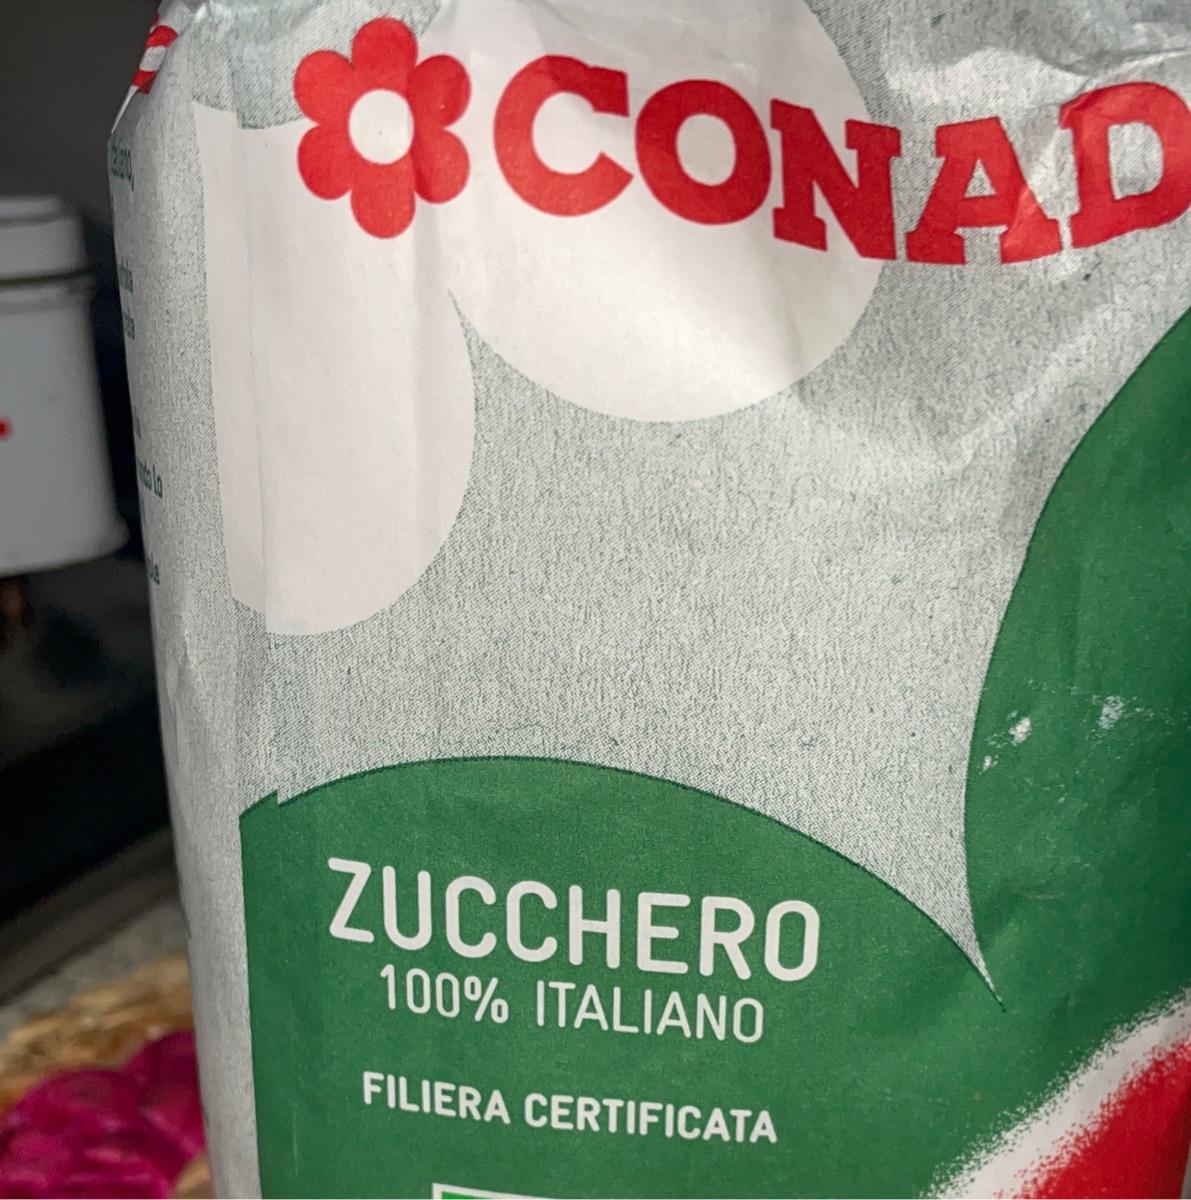 CONAD
ZUCCHERO
100% ITALIANO
FILIERA CERTIFICATA